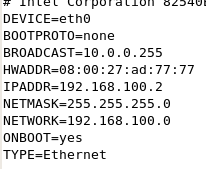 # Intel Corporation 82540E
DEVICE=eth0
BOOTPROTO=none
BROADCAST=10.0.0.255
HWADDR=08:00:27:ad:77:77
IPADDR=192.168.100.2
NETMASK=255.255.255.0
NETWORK=192.168.100.0
ONBOOT=yes
TYPE=Ethernet